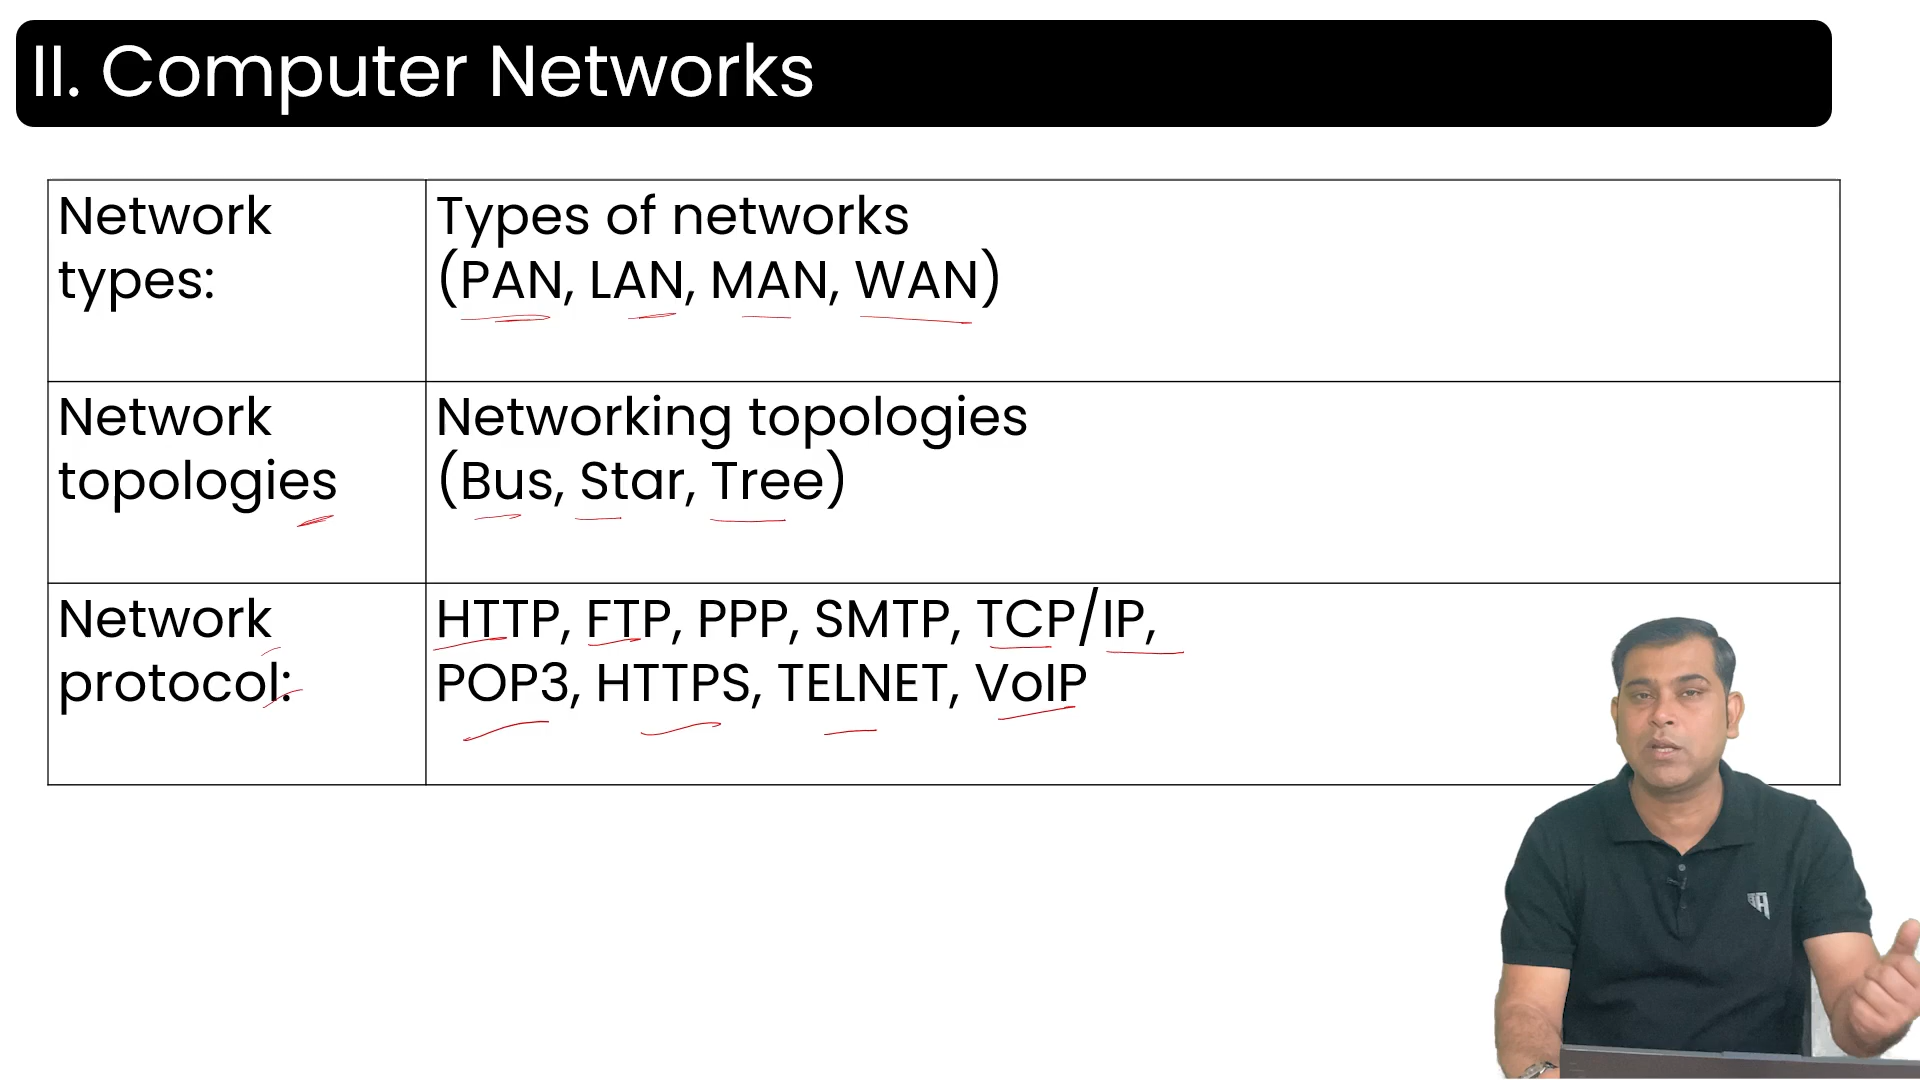 II. Computer Networks
Network
types:
Types of networks
(PAN, LAN, MAN, WAN)
Network
topologies
Networking topologies
(Bus, Star, Tree)
Network
protocol:
HTTP, FTP, PPP, SMTP, TCP/IP,
POP3, HTTPS, TELNET, VoIP